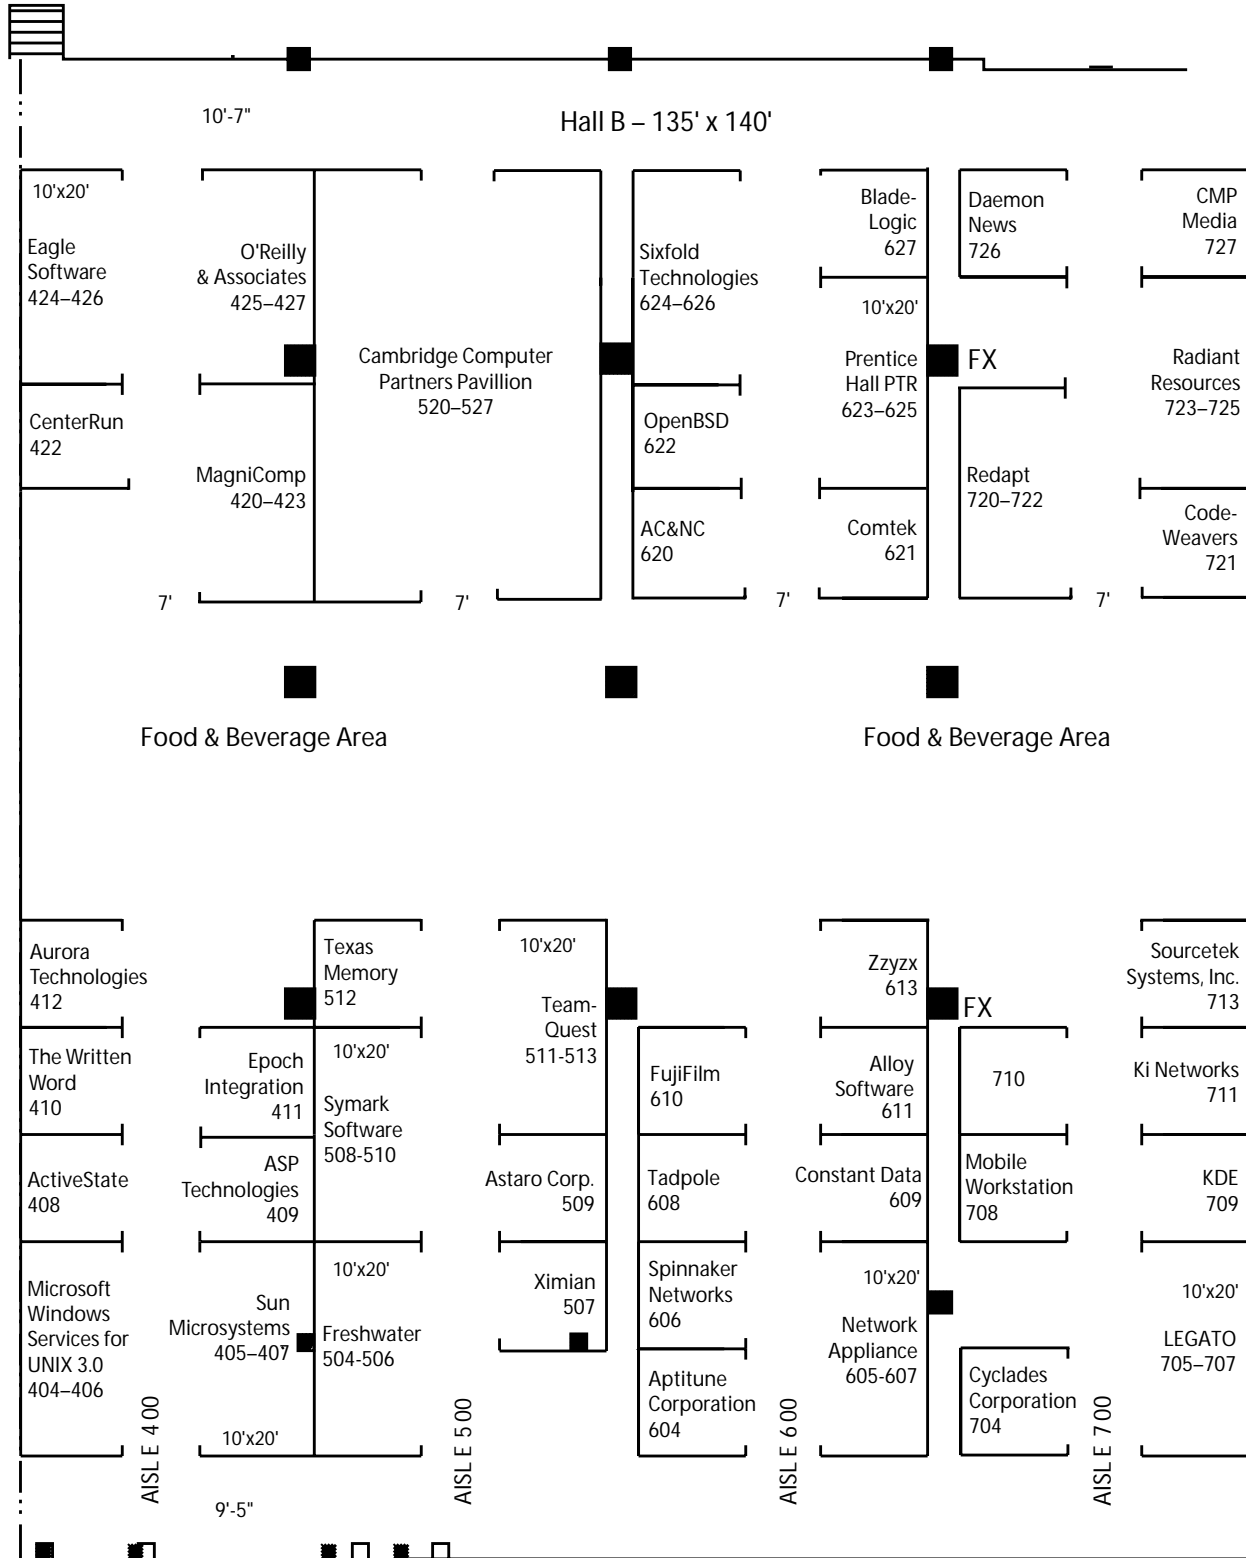 10'-7"
Hall B – 135' x 140'
10'x20'
Eagle
Software
424–426
O'Reilly
& Associates
425–427
Cambridge Computer
Partners Pavillion
520–527
Sixfold
Technologies
624–626
Blade-
Logic
627
Daemon
News
726
CMP
Media
727
10'x20'
Prentice
Hall PTR
623–625
FX
Radiant
Resources
723–725
CenterRun
422
MagniComp
420–423
OpenBSD
622
Redapt
720–722
AC&NC
620
Comtek
621
Code-
Weavers
721
7'
7'
7'
7'
Food & Beverage Area
Food & Beverage Area
Aurora
Technologies
412
Texas
Memory
512
10'x20'
Team-
Quest
511-513
Zzyzx
613
FX
Sourcetek
Systems, Inc.
713
The Written
Word
410
Epoch
Integration
411
10'x20'
Symark
Software
508-510
FujiFilm
610
Alloy
Software
611
710
Ki Networks
711
ActiveState
408
ASP
Technologies
409
Astaro Corp.
509
Tadpole
608
Constant Data
609
Mobile
Workstation
708
KDE
709
Microsoft
Windows
Services for
UNIX 3.0
404–406
Sun
Microsystems
405–407
10'x20'
10'x20'
Freshwater
504-506
Ximian
507
Spinnaker
Networks
606
10'x20'
Network
Appliance
605-607
10'x20'
LEGATO
705–707
Aptitune
Corporation
604
Cyclades
Corporation
704
AISLE 400
AISLE 500
AISLE 600
AISLE 700
9'-5"